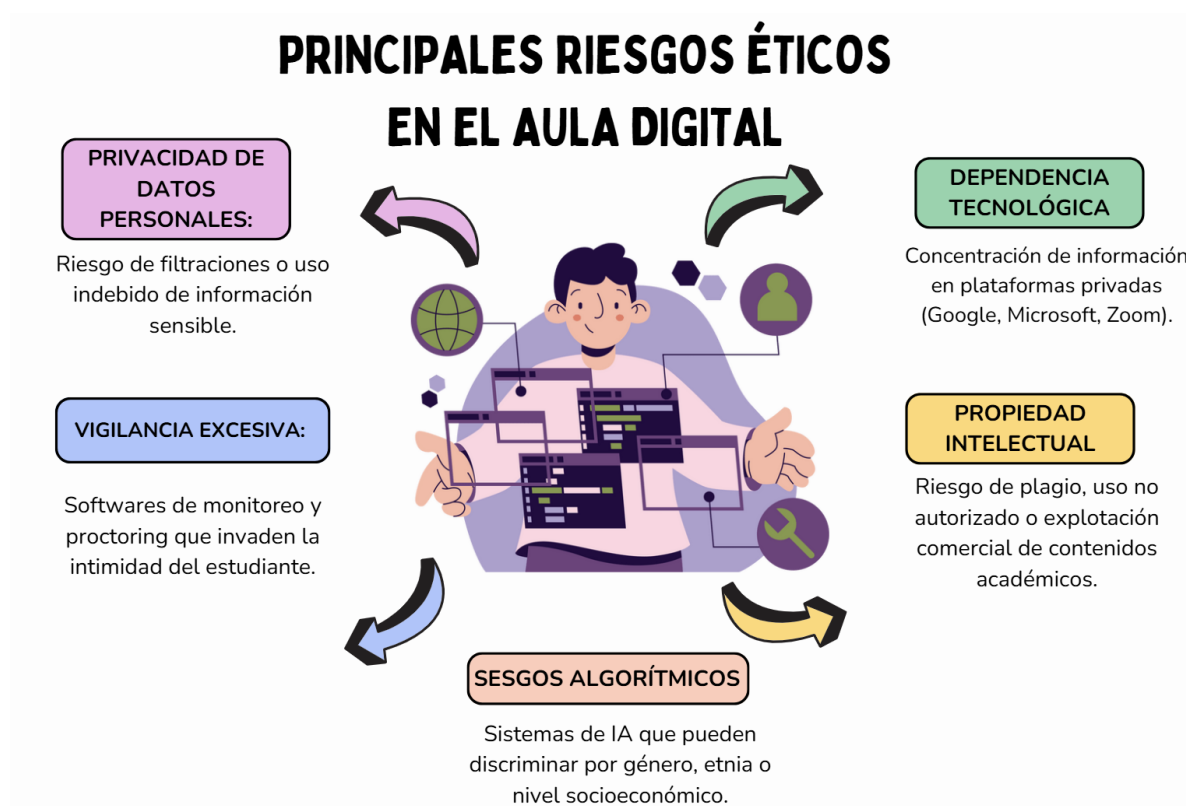 PRINCIPALES RIESGOS ÉTICOS
EN EL AULA DIGITAL
PRIVACIDAD DE
DATOS
PERSONALES:
Riesgo de filtraciones o uso
indebido de información
sensible.
VIGILANCIA EXCESIVA:
Softwares de monitoreo y
proctoring que invaden la
intimidad del estudiante.
DEPENDENCIA
TECNOLÓGICA
Concentración de información
en plataformas privadas
(Google, Microsoft, Zoom).
PROPIEDAD
INTELECTUAL
Riesgo de plagio, uso no
autorizado o explotación
comercial de contenidos
académicos.
SESGOS ALGORÍTMICOS
Sistemas de IA que pueden
discriminar por género, etnia o
nivel socioeconómico.